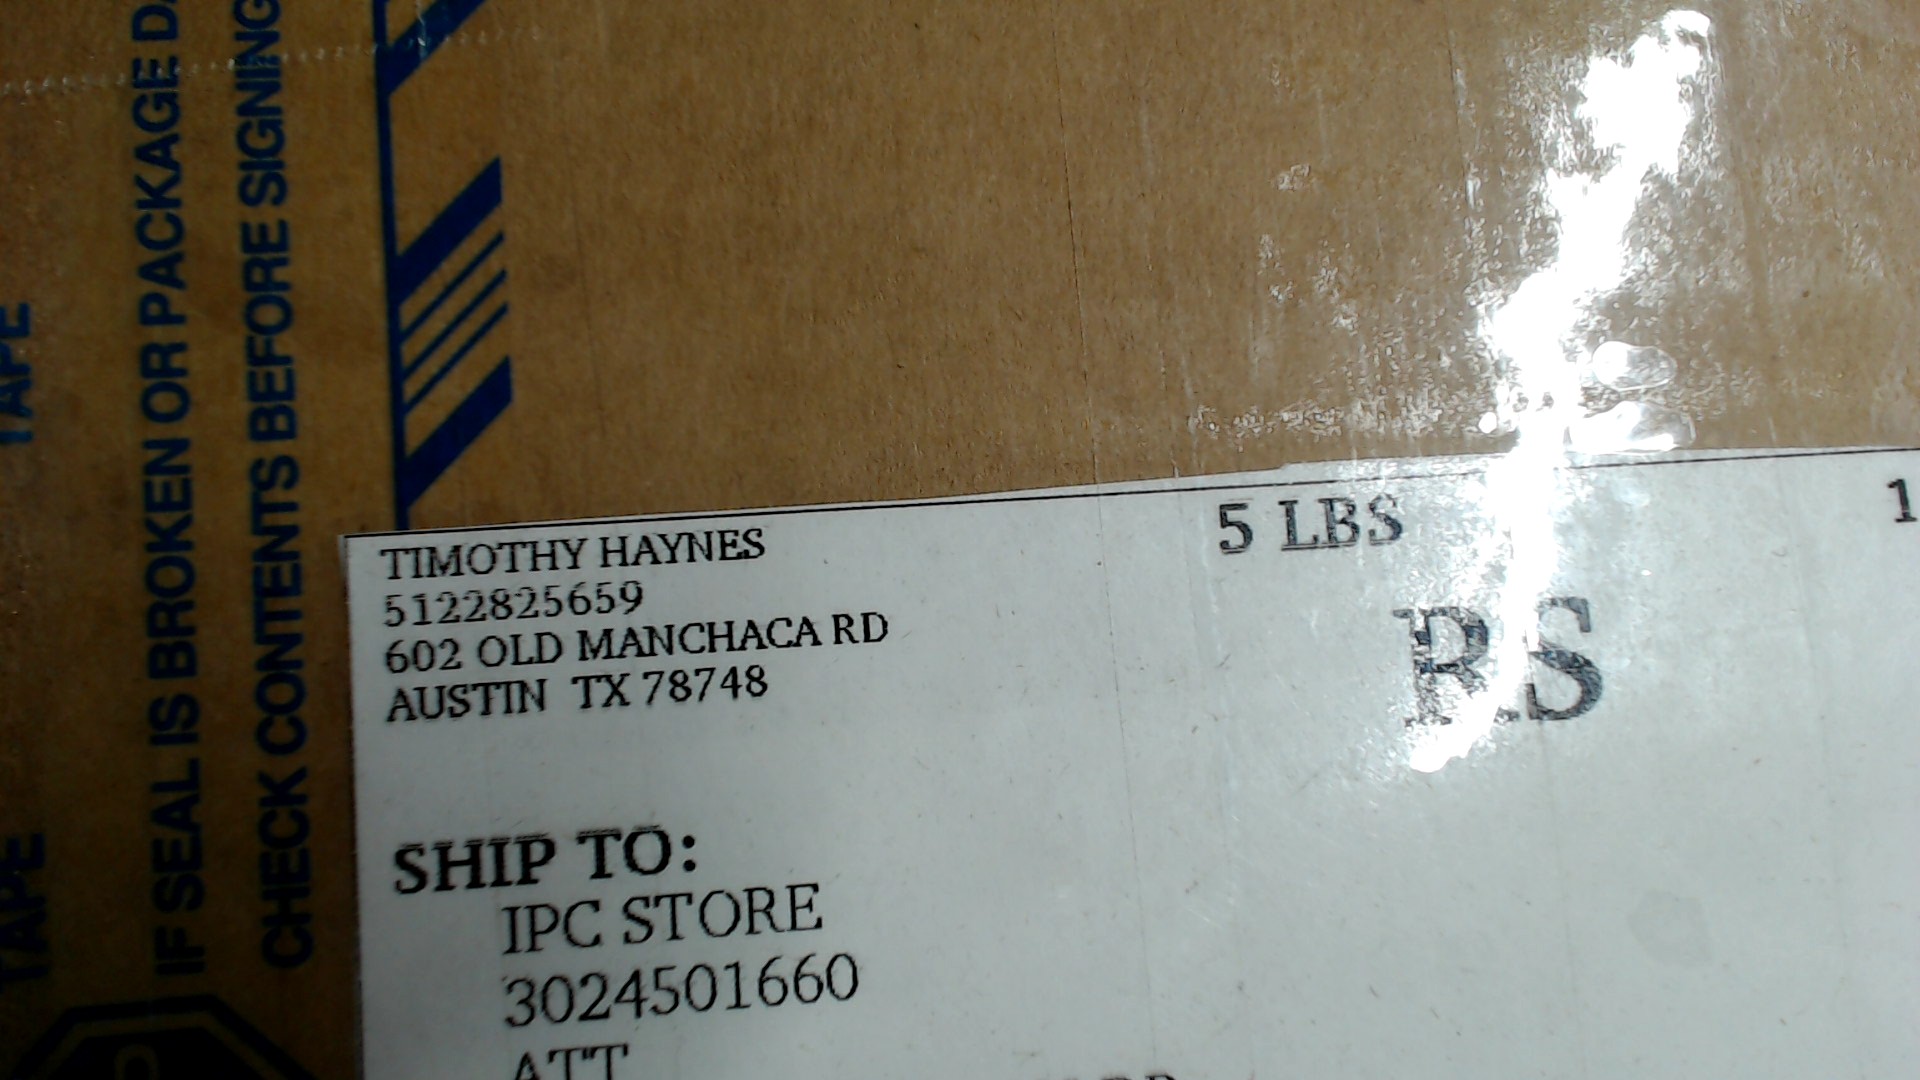 TAPE
TAPE
IF SEAL IS BROKEN OR PACKAGE
CHECK CONTENTS BEFORE SIGNING
TIMOTHY HAYNES
5122825659
602 OLD MANCHACA RD
AUSTIN TX 78748
5 LBS
1
RS
SHIP TO:
IPC STORE
3024501660
ATT